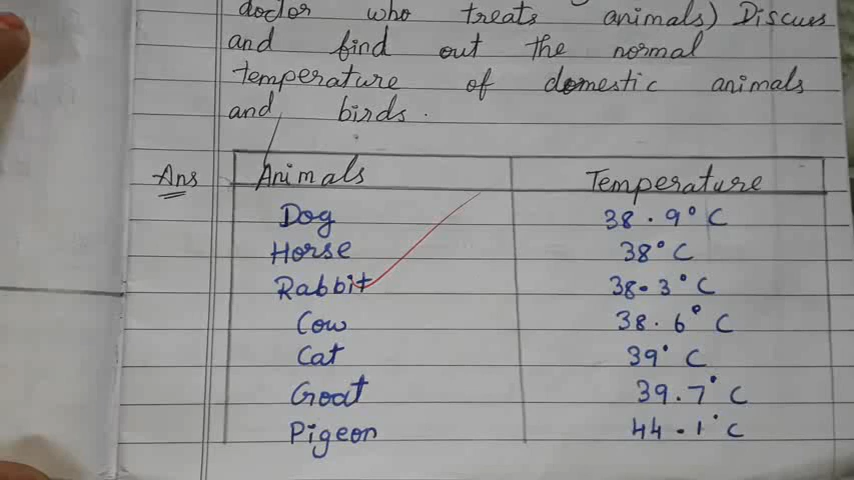 doctor who treats animals) Discuss
and find out the normal
temperature of domestic animals
and birds.
Ans Animals Temperature
Dog 38.9°C
Horse 38°C
Rabbit 38.3°C
Cow 38.6°C
Cat 39°C
Goat 39.7°C
Pigeon 44.1°C